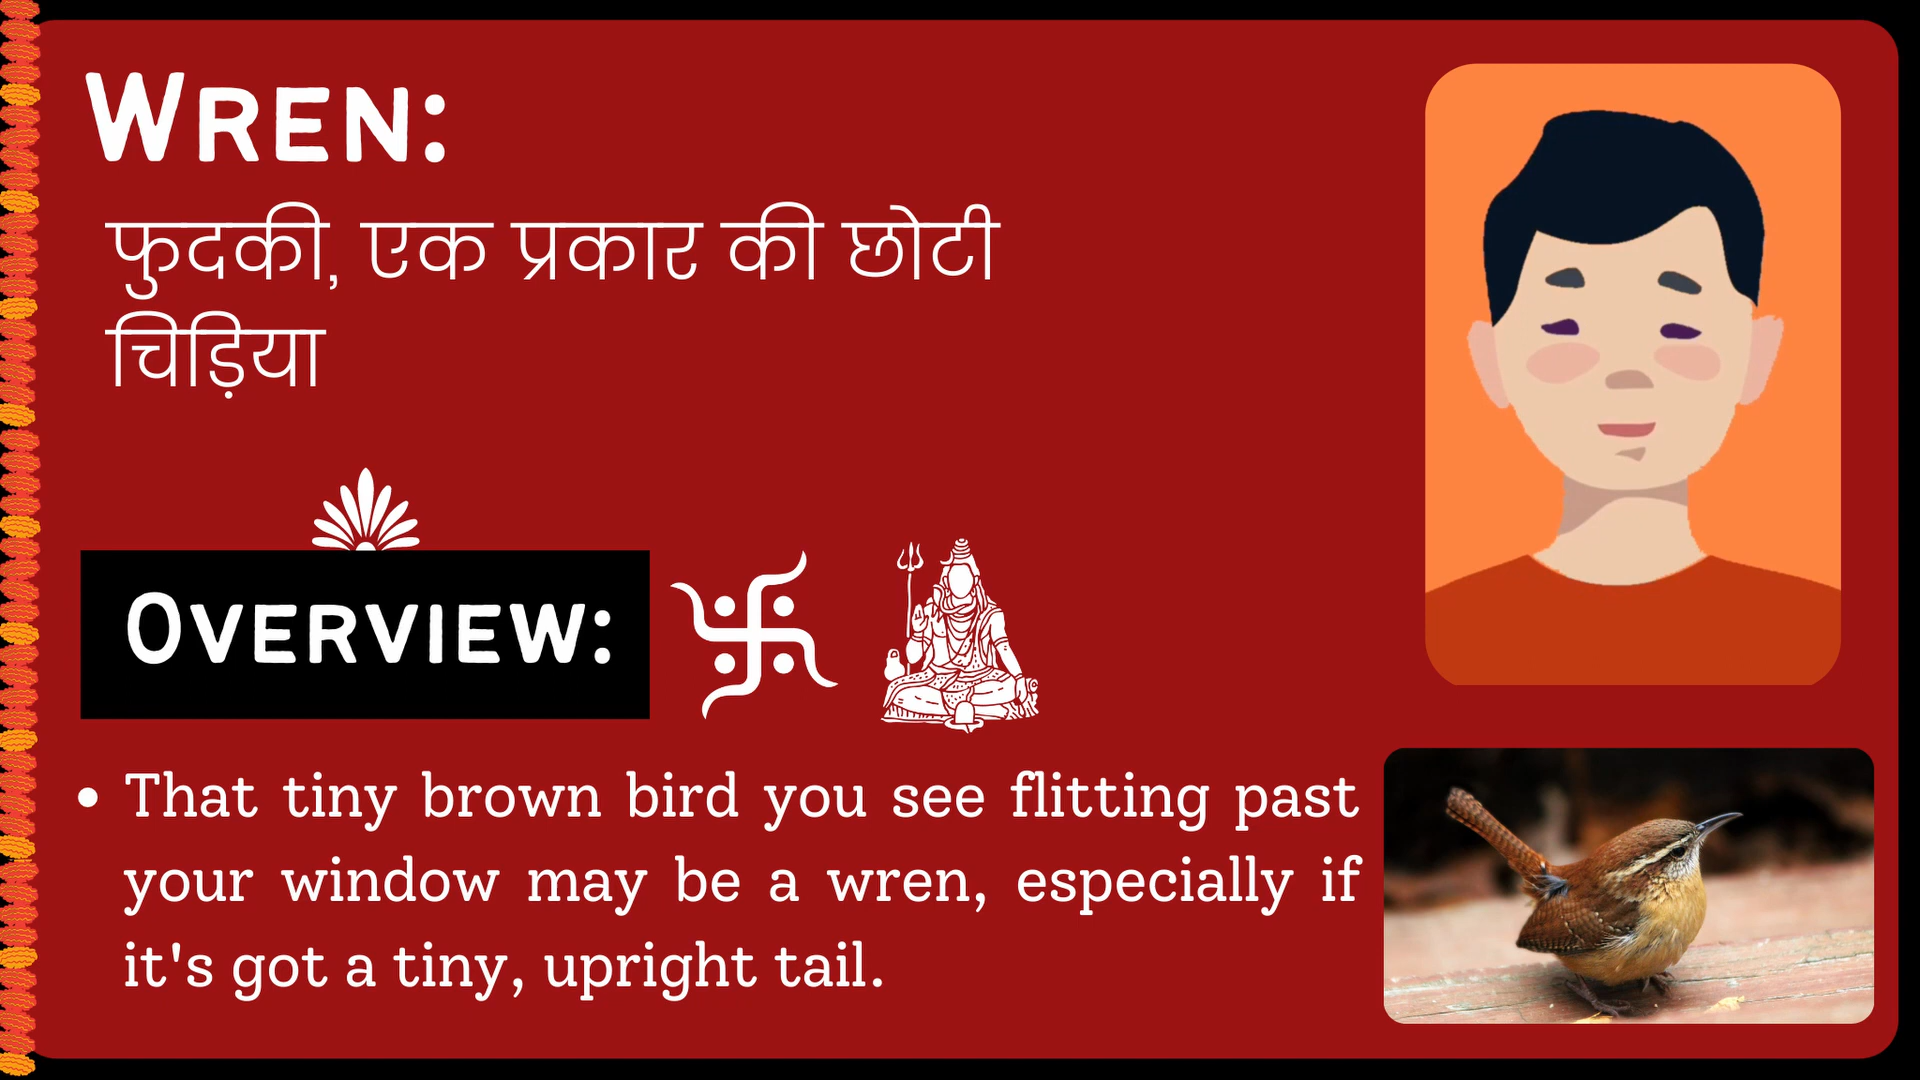 Wren:
फुदकी, एक प्रकार की छोटी
चिड़िया
Overview:
• That tiny brown bird you see flitting past
your window may be a wren, especially if
it's got a tiny, upright tail.